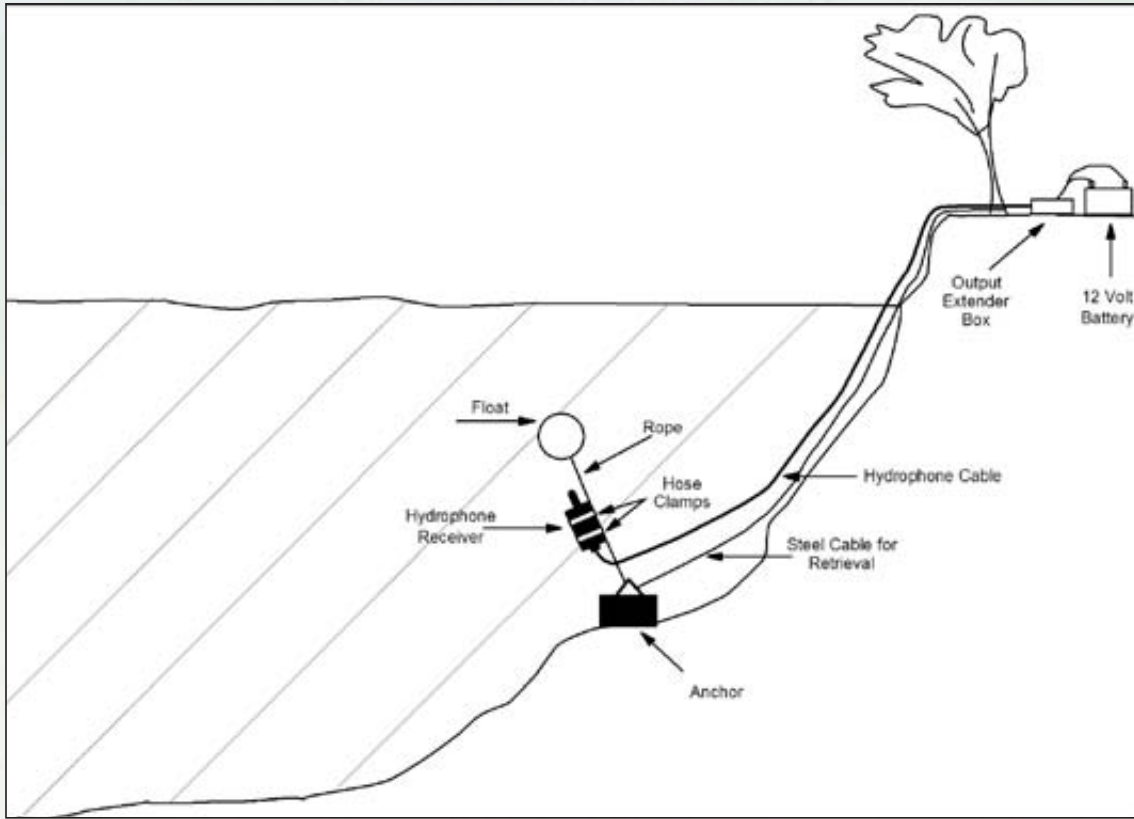 Output
Extender
Box
12 Volt
Battery
Float
Rope
Hose
Clamps
Hydrophone
Receiver
Hydrophone Cable
Steel Cable for
Retrieval
Anchor